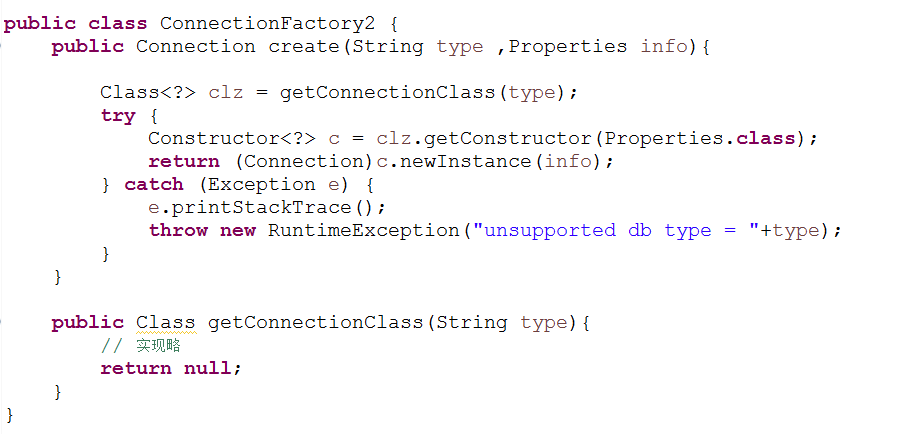 public class ConnectionFactory2 {
public Connection create(String type ,Properties info){
Class<?> clz = getConnectionClass(type);
try {
Constructor<?> c = clz.getConstructor(Properties.class);
return (Connection)c.newInstance(info);
} catch (Exception e) {
e.printStackTrace();
throw new RuntimeException("unsupported db type = "+type);
}
}
public Class getConnectionClass(String type){
// 实现略
return null;
}
}